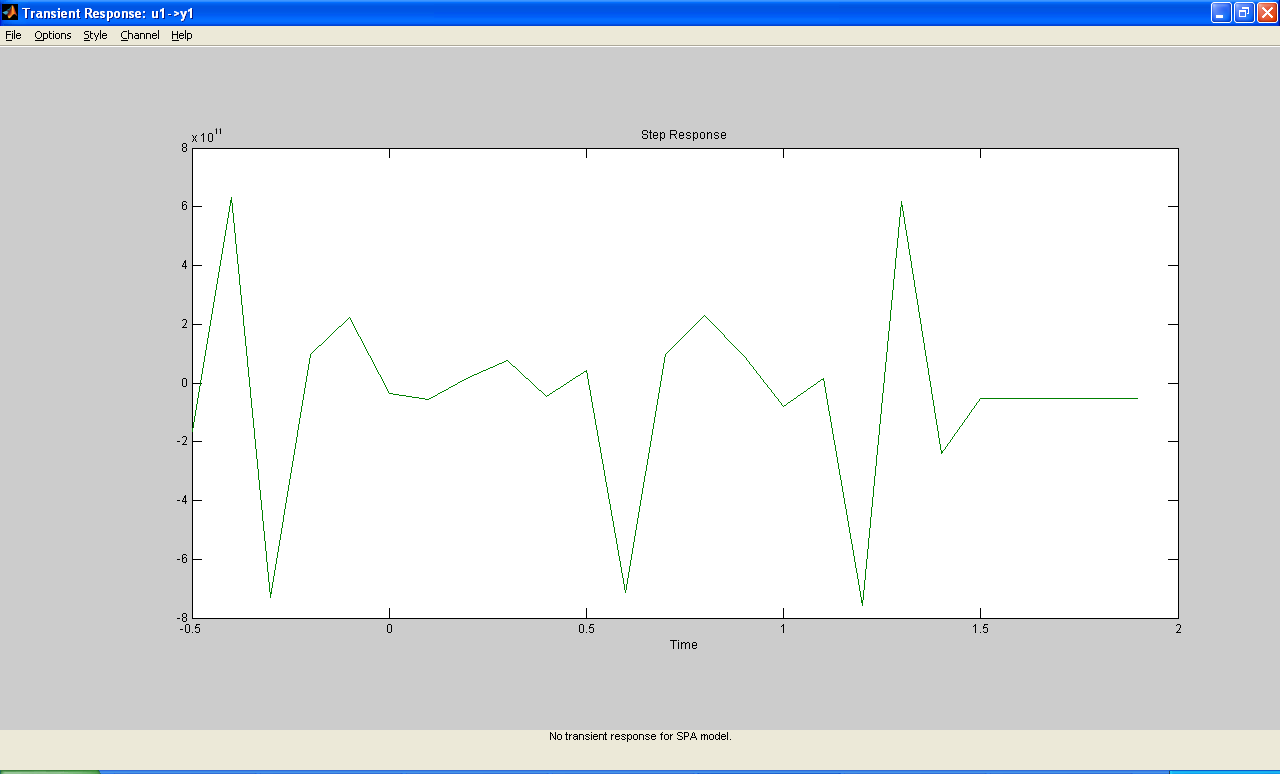 Transient Response: u1->y1
File Options Style Channel Help
x 10^11
Step Response
8
6
4
2
0
-2
-4
-6
-8
-0.5 0 0.5 1 1.5 2
Time
No transient response for SPA model.